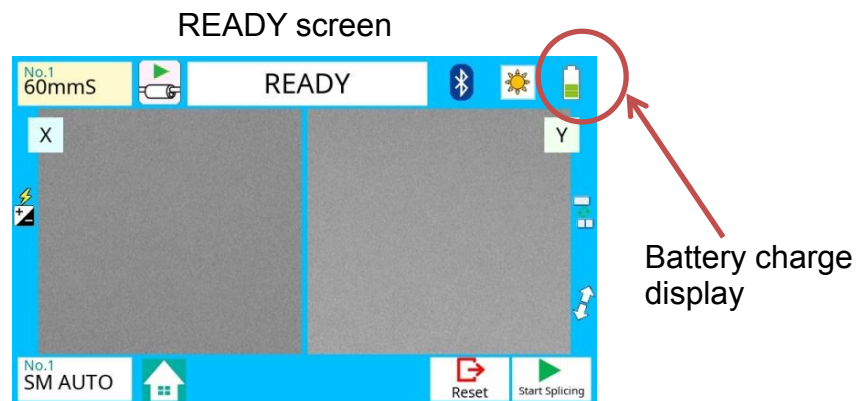 READY screen
No.1
60mmS
READY
X
Y
Battery charge
display
No.1
SM AUTO
Reset
Start Splicing